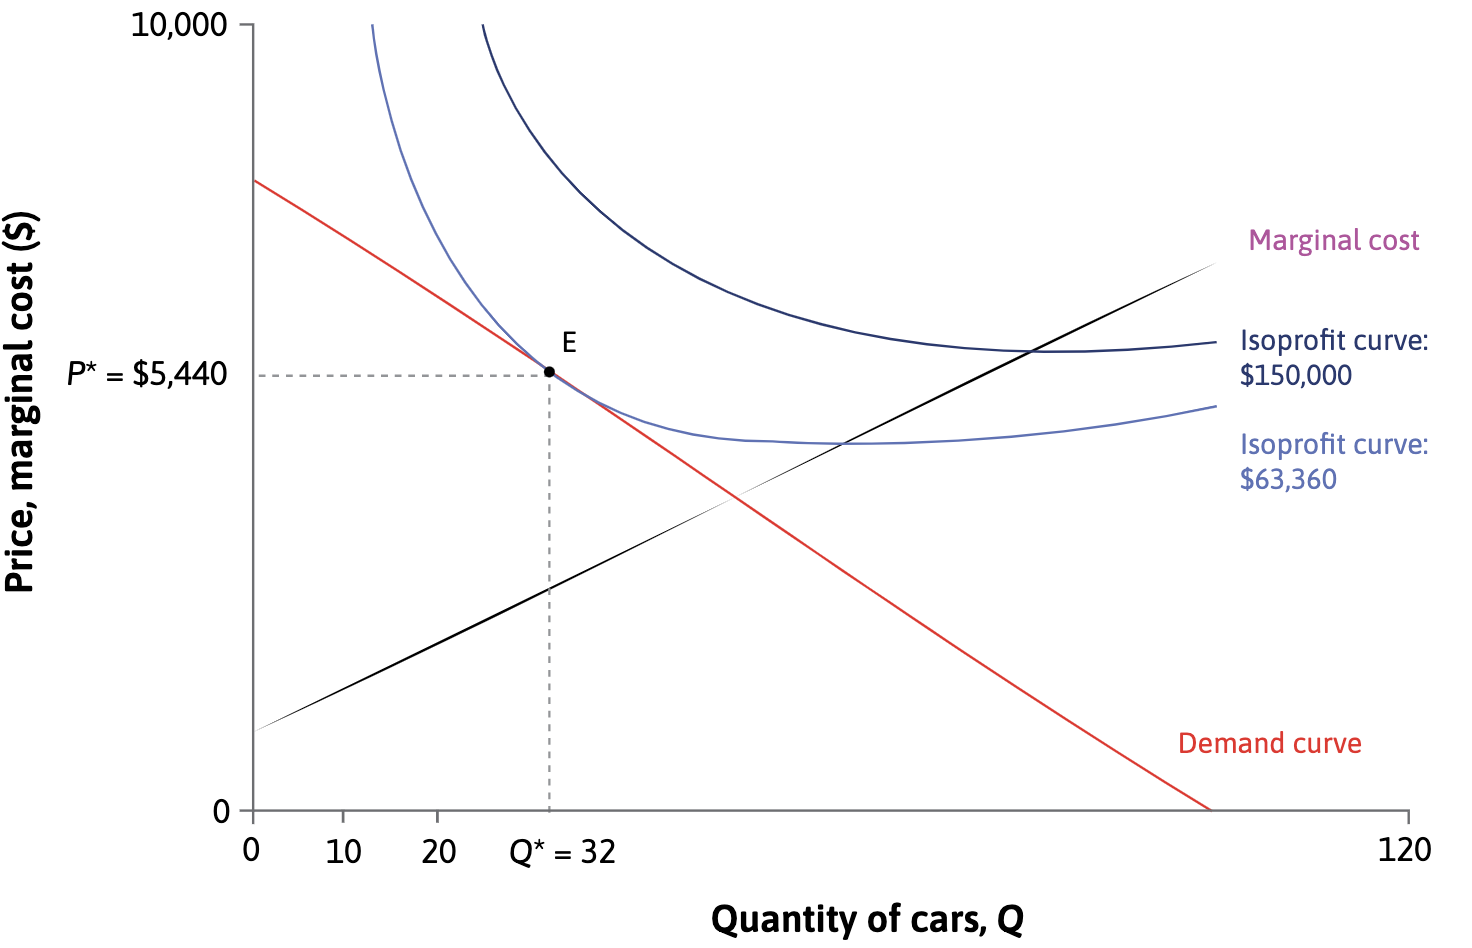 10,000
Price, marginal cost ($)
Marginal cost
E
Isoprofit curve:
$150,000
P* = $5,440
Isoprofit curve:
$63,360
Demand curve
0
0
10
20
Q* = 32
120
Quantity of cars, Q